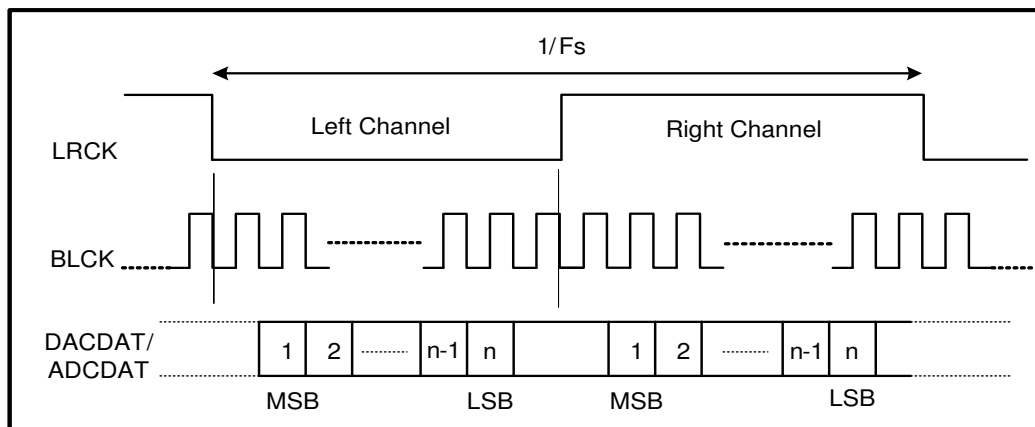 1/Fs
Left Channel
Right Channel
LRCK
BLCK
DACDAT/
ADCDAT
1 2 n-1 n 1 2 n-1 n
MSB LSB MSB LSB